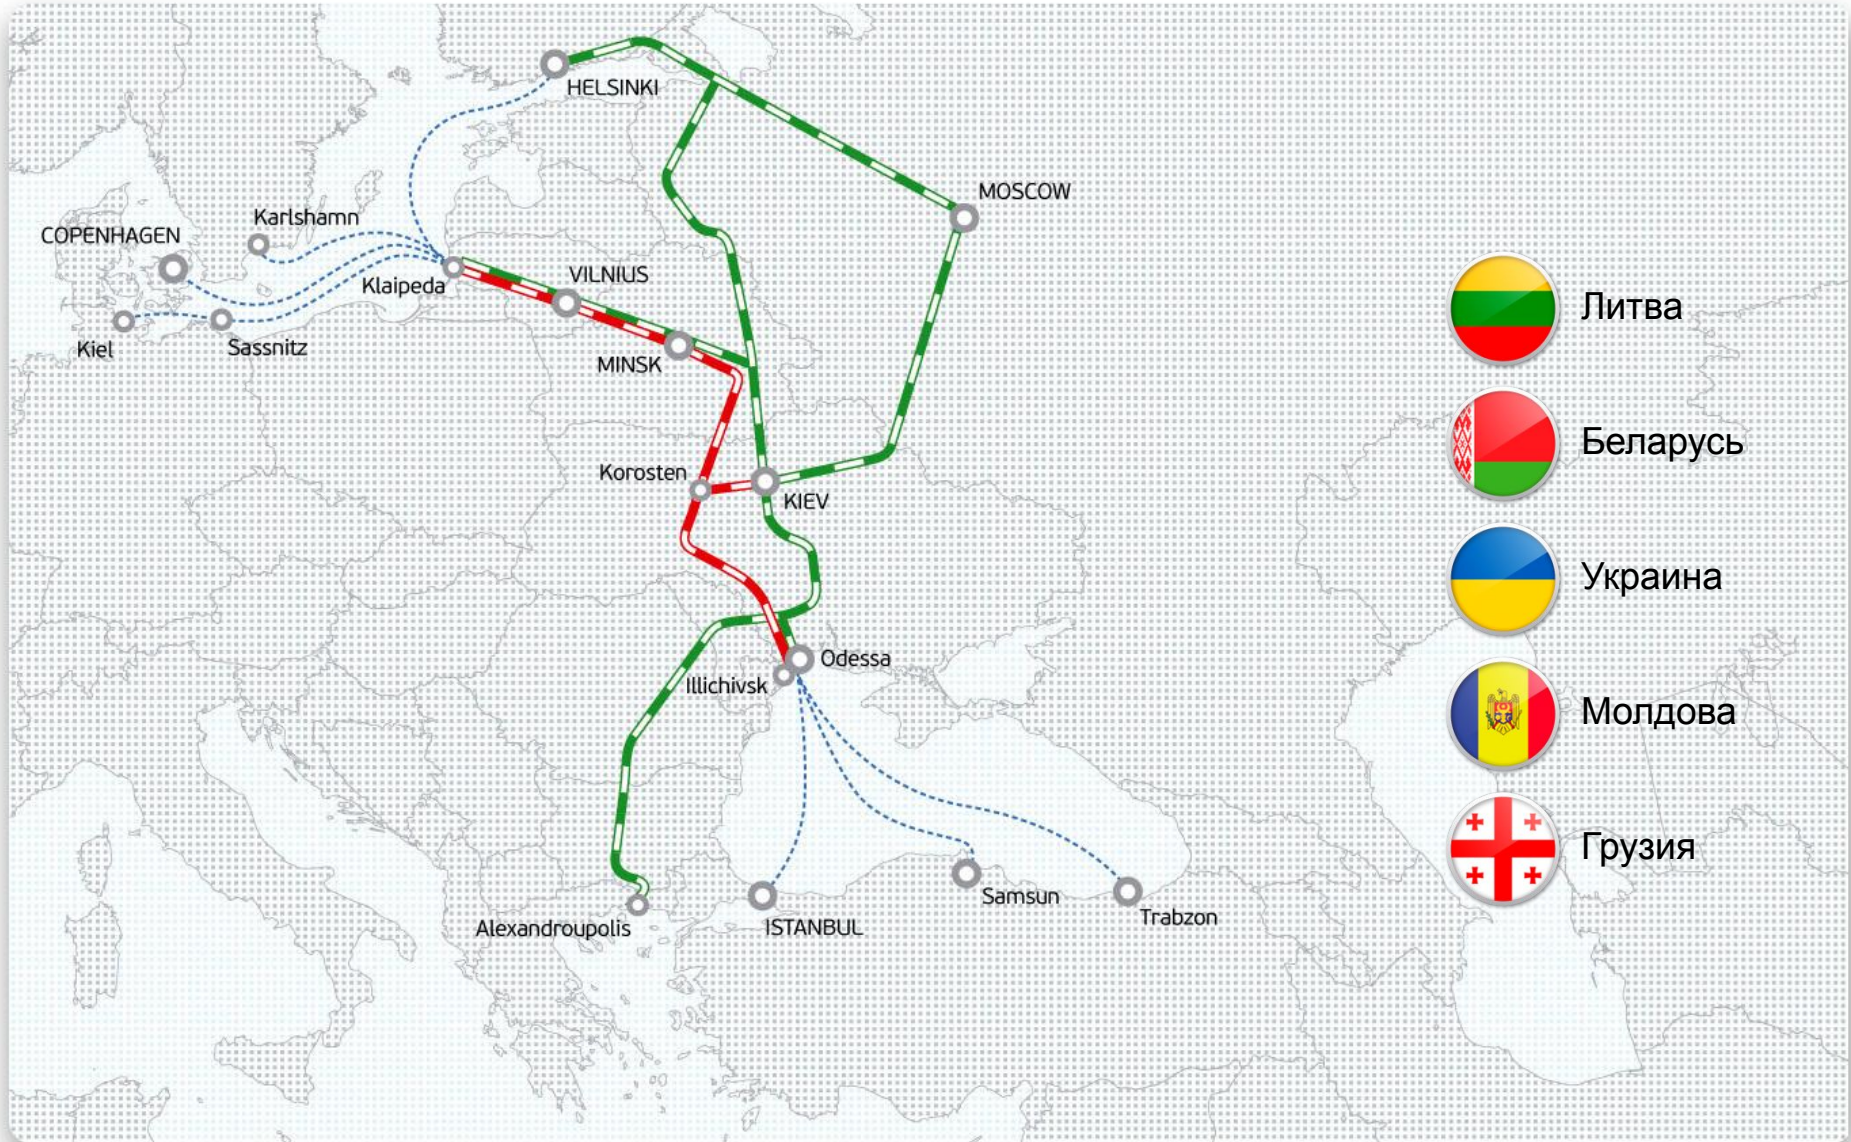 HELSINKI
MOSCOW
Karlshamn
COPENHAGEN
Klaipeda
VILNIUS
Kiel
Sassnitz
MINSK
Korosten
KIEV
Odessa
Illichivsk
Samsun
Trabzon
Alexandroupolis
ISTANBUL
Литва
Беларусь
Украина
Молдова
Грузия